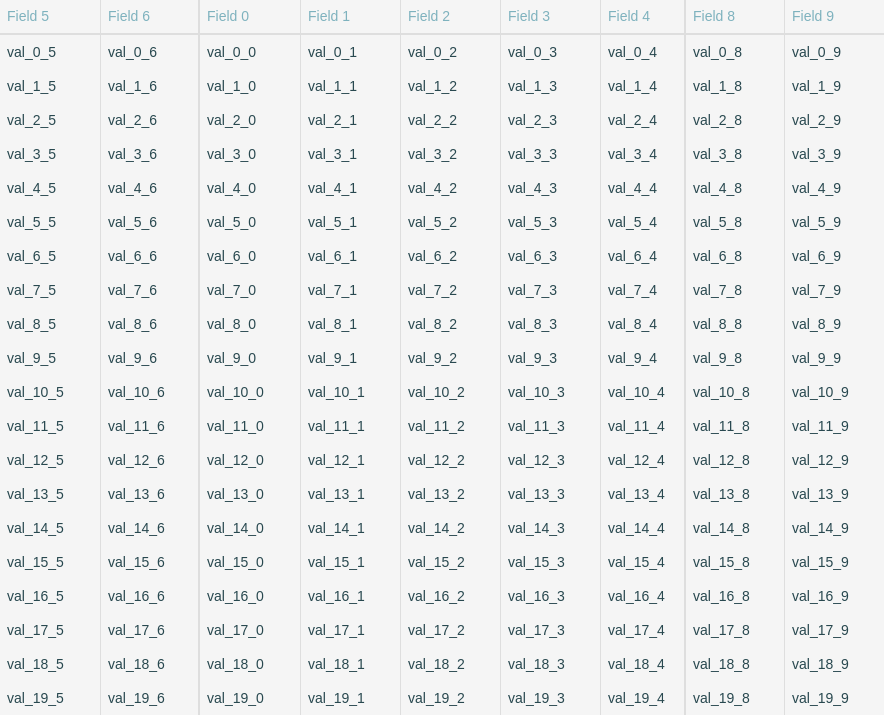 Field 5 Field 6 Field 0 Field 1 Field 2 Field 3 Field 4 Field 8 Field 9
val_0_5 val_0_6 val_0_0 val_0_1 val_0_2 val_0_3 val_0_4 val_0_8 val_0_9
val_1_5 val_1_6 val_1_0 val_1_1 val_1_2 val_1_3 val_1_4 val_1_8 val_1_9
val_2_5 val_2_6 val_2_0 val_2_1 val_2_2 val_2_3 val_2_4 val_2_8 val_2_9
val_3_5 val_3_6 val_3_0 val_3_1 val_3_2 val_3_3 val_3_4 val_3_8 val_3_9
val_4_5 val_4_6 val_4_0 val_4_1 val_4_2 val_4_3 val_4_4 val_4_8 val_4_9
val_5_5 val_5_6 val_5_0 val_5_1 val_5_2 val_5_3 val_5_4 val_5_8 val_5_9
val_6_5 val_6_6 val_6_0 val_6_1 val_6_2 val_6_3 val_6_4 val_6_8 val_6_9
val_7_5 val_7_6 val_7_0 val_7_1 val_7_2 val_7_3 val_7_4 val_7_8 val_7_9
val_8_5 val_8_6 val_8_0 val_8_1 val_8_2 val_8_3 val_8_4 val_8_8 val_8_9
val_9_5 val_9_6 val_9_0 val_9_1 val_9_2 val_9_3 val_9_4 val_9_8 val_9_9
val_10_5 val_10_6 val_10_0 val_10_1 val_10_2 val_10_3 val_10_4 val_10_8 val_10_9
val_11_5 val_11_6 val_11_0 val_11_1 val_11_2 val_11_3 val_11_4 val_11_8 val_11_9
val_12_5 val_12_6 val_12_0 val_12_1 val_12_2 val_12_3 val_12_4 val_12_8 val_12_9
val_13_5 val_13_6 val_13_0 val_13_1 val_13_2 val_13_3 val_13_4 val_13_8 val_13_9
val_14_5 val_14_6 val_14_0 val_14_1 val_14_2 val_14_3 val_14_4 val_14_8 val_14_9
val_15_5 val_15_6 val_15_0 val_15_1 val_15_2 val_15_3 val_15_4 val_15_8 val_15_9
val_16_5 val_16_6 val_16_0 val_16_1 val_16_2 val_16_3 val_16_4 val_16_8 val_16_9
val_17_5 val_17_6 val_17_0 val_17_1 val_17_2 val_17_3 val_17_4 val_17_8 val_17_9
val_18_5 val_18_6 val_18_0 val_18_1 val_18_2 val_18_3 val_18_4 val_18_8 val_18_9
val_19_5 val_19_6 val_19_0 val_19_1 val_19_2 val_19_3 val_19_4 val_19_8 val_19_9